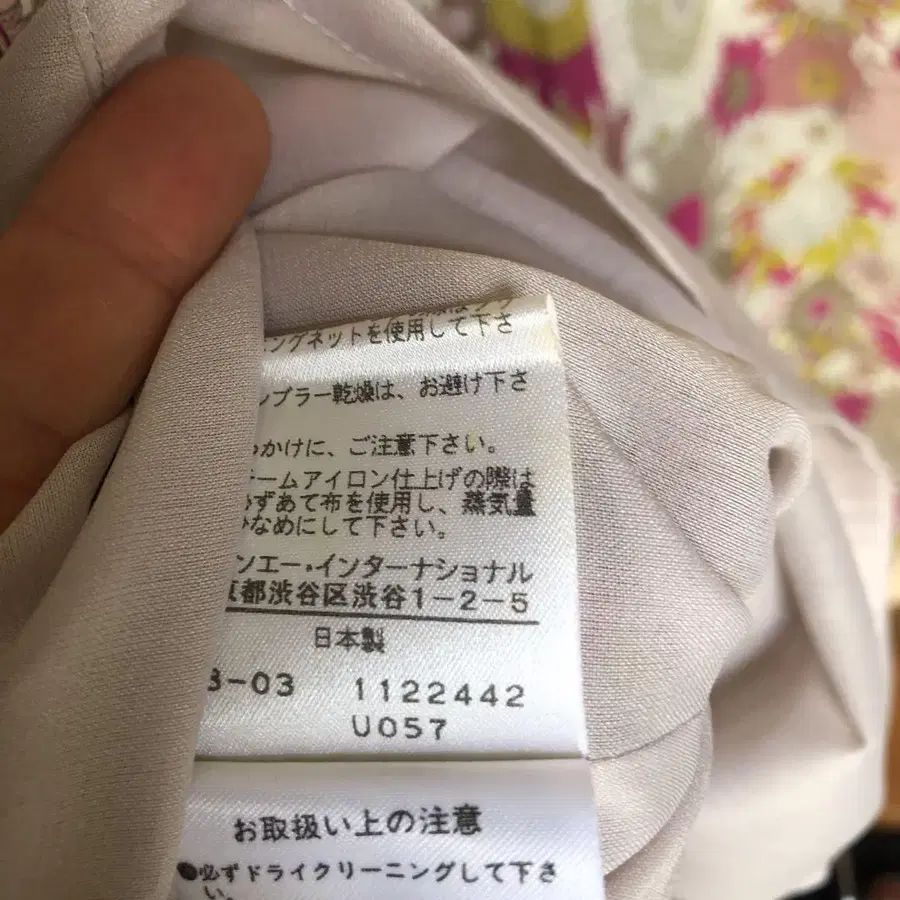 ングネットを使用して下さ
ンブラー乾燥は、お避け下さ
っかけに、ご注意下さい。
ームアイロン仕上げの際は
ずあて布を使用し、蒸気量
なめにして下さい。
ンエー・インターナショナル
京都渋谷区渋谷1-2-5
日本製
3-03 1122442
U057
お取扱い上の注意
●必ずドライクリーニングして下さ
い。